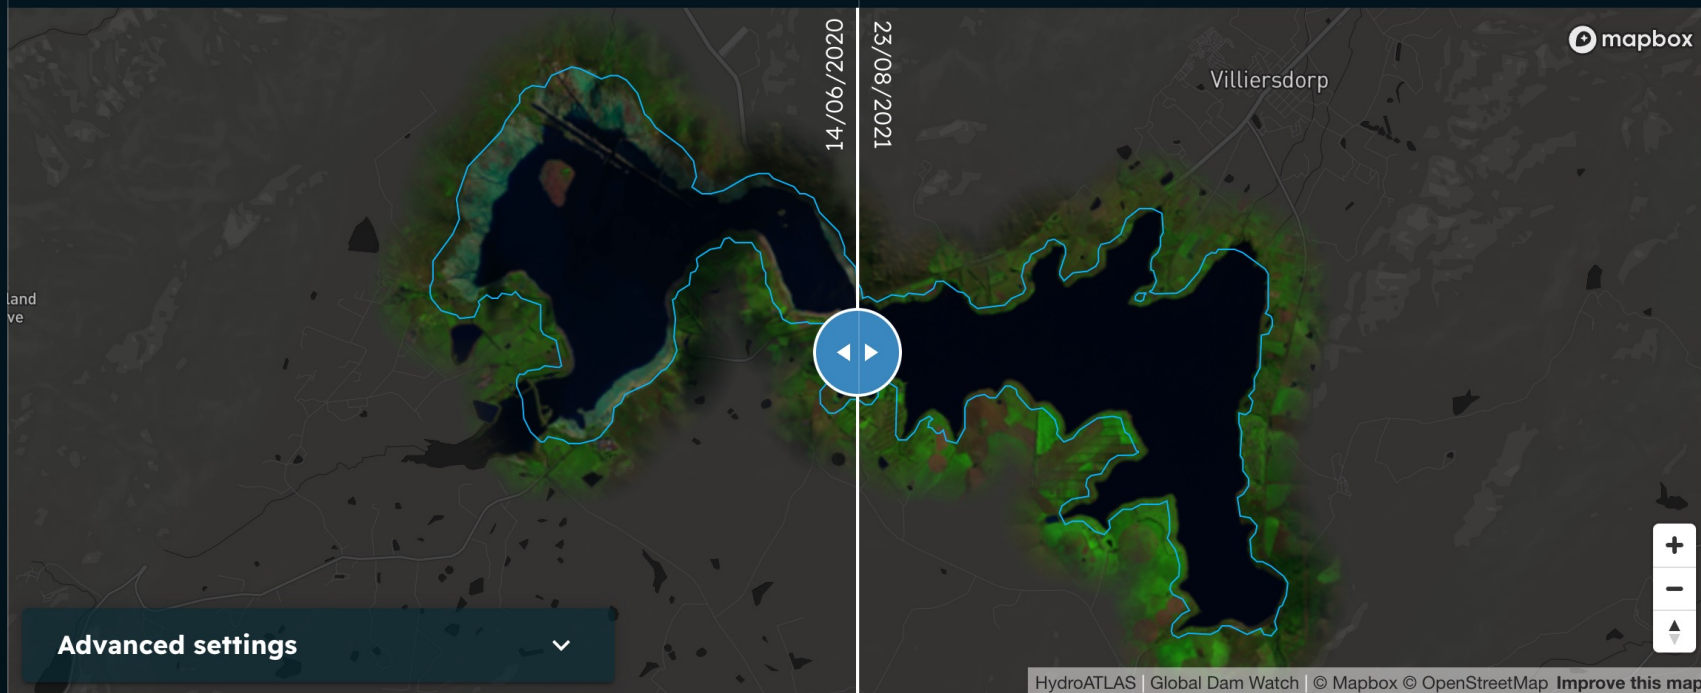 14/06/2020
23/08/2021
mapbox
Villiersdorp
land
ve
Advanced settings
HydroATLAS | Global Dam Watch | © Mapbox © OpenStreetMap Improve this map